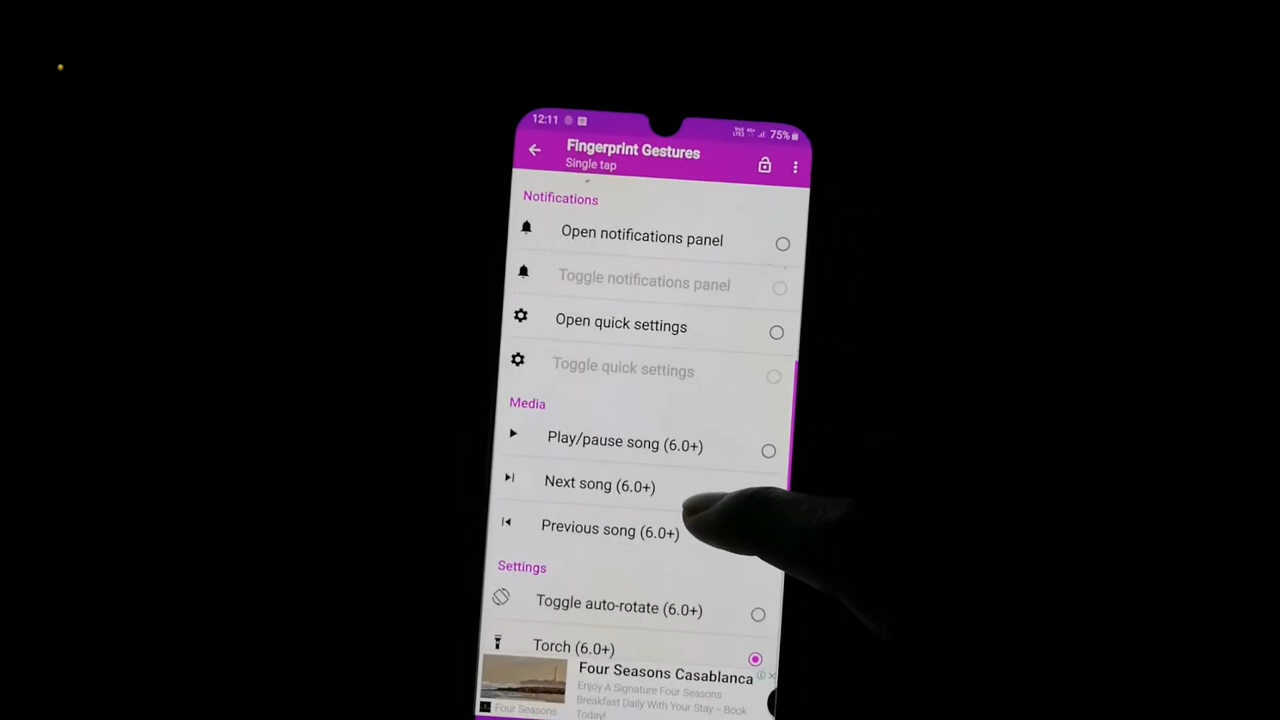 12:11
75%
Fingerprint Gestures
Single tap
Notifications
Open notifications panel
Toggle notifications panel
Open quick settings
Toggle quick settings
Media
Play/pause song (6.0+)
Next song (6.0+)
Previous song (6.0+)
Settings
Toggle auto-rotate (6.0+)
Torch (6.0+)
Four Seasons Casablanca
Enjoy A Signature Four Seasons
Breakfast Daily With Your Stay – Book
Today!
Four Seasons